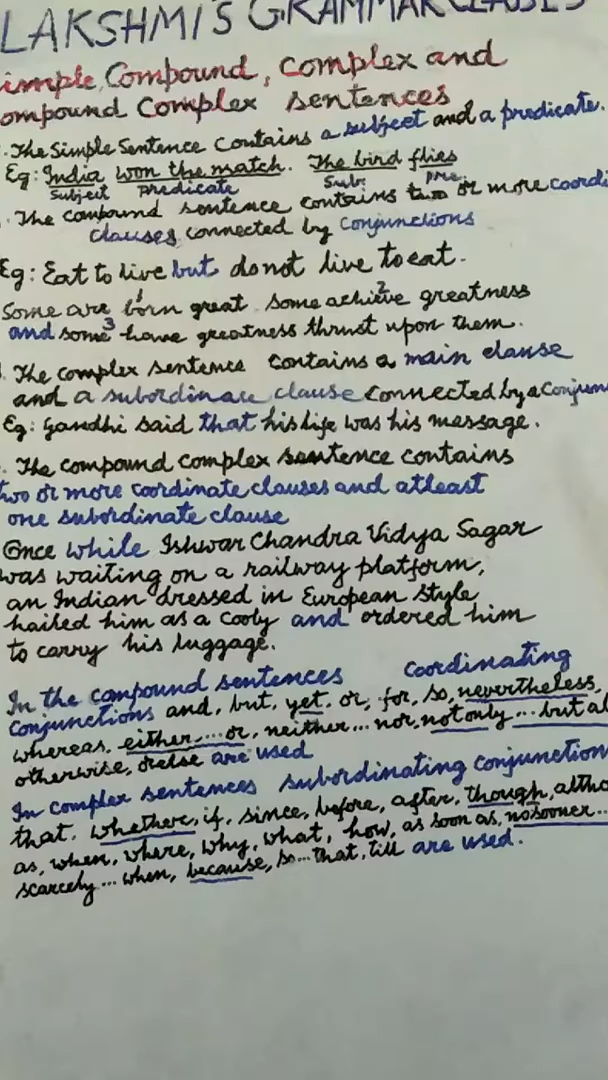 LAKSHMI'S GRAMMAR CLASSES
imple, Compound, Complex and
ompound Complex sentences
. The Simple Sentence contains a subject and a predicate.
Eg: India won the match. The bird flies
Subject Predicate Sub: Pre
. The compound sentence contains two or more coordi
clauses connected by Conjunctions
Eg: Eat to live but do not live to eat.
1 2
Some are born great some achieve greatness
3
and some have greatness thrust upon them.
. The complex sentence contains a main clause
and a subordinate clause connected by a Conjun
Eg: Gandhi said that his life was his message.
. The compound complex sentence contains
two or more coordinate clauses and atleast
one subordinate clause
Once while Ishwar Chandra Vidya Sagar
was waiting on a railway platform,
an Indian dressed in European style
hailed him as a cooly and ordered him
to carry his luggage.
In the compound sentences Coordinating
Conjunctions and, but, yet, or, for, so, nevertheless,
whereas, either....or, neither... nor, not only ... but al
otherwise, orelse are used
In complex sentences subordinating conjunction
that, whether, if, since, before, after, though, altho
as, when, where, why, what, how, as soon as, nosooner...
scarcely... when, because, so...that, till are used.